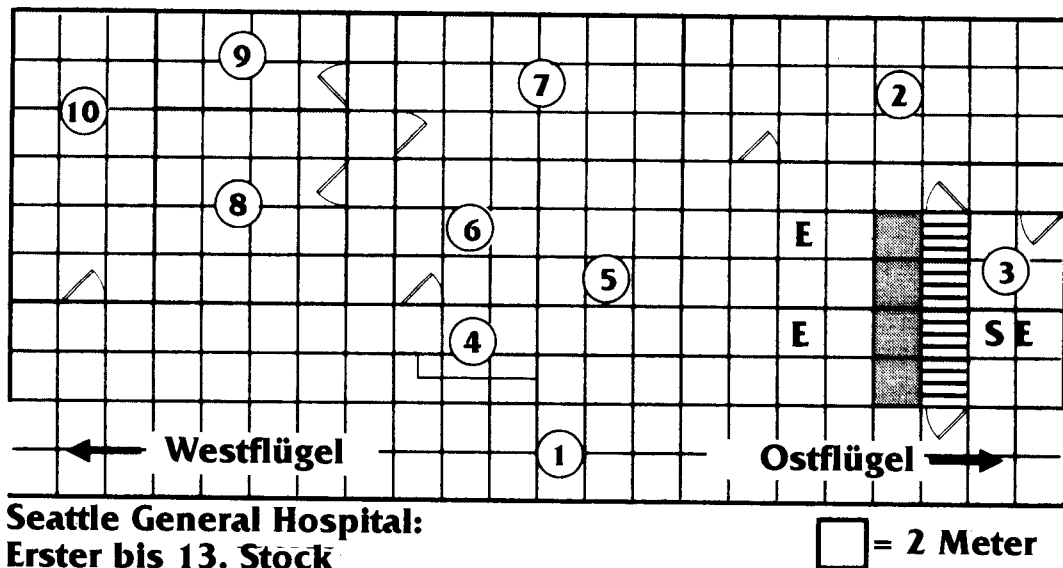 9
7
2
10
8
6
E
5
3
4
E
S E
Westflügel
1
Ostflügel
Seattle General Hospital:
Erster bis 13. Stock
= 2 Meter